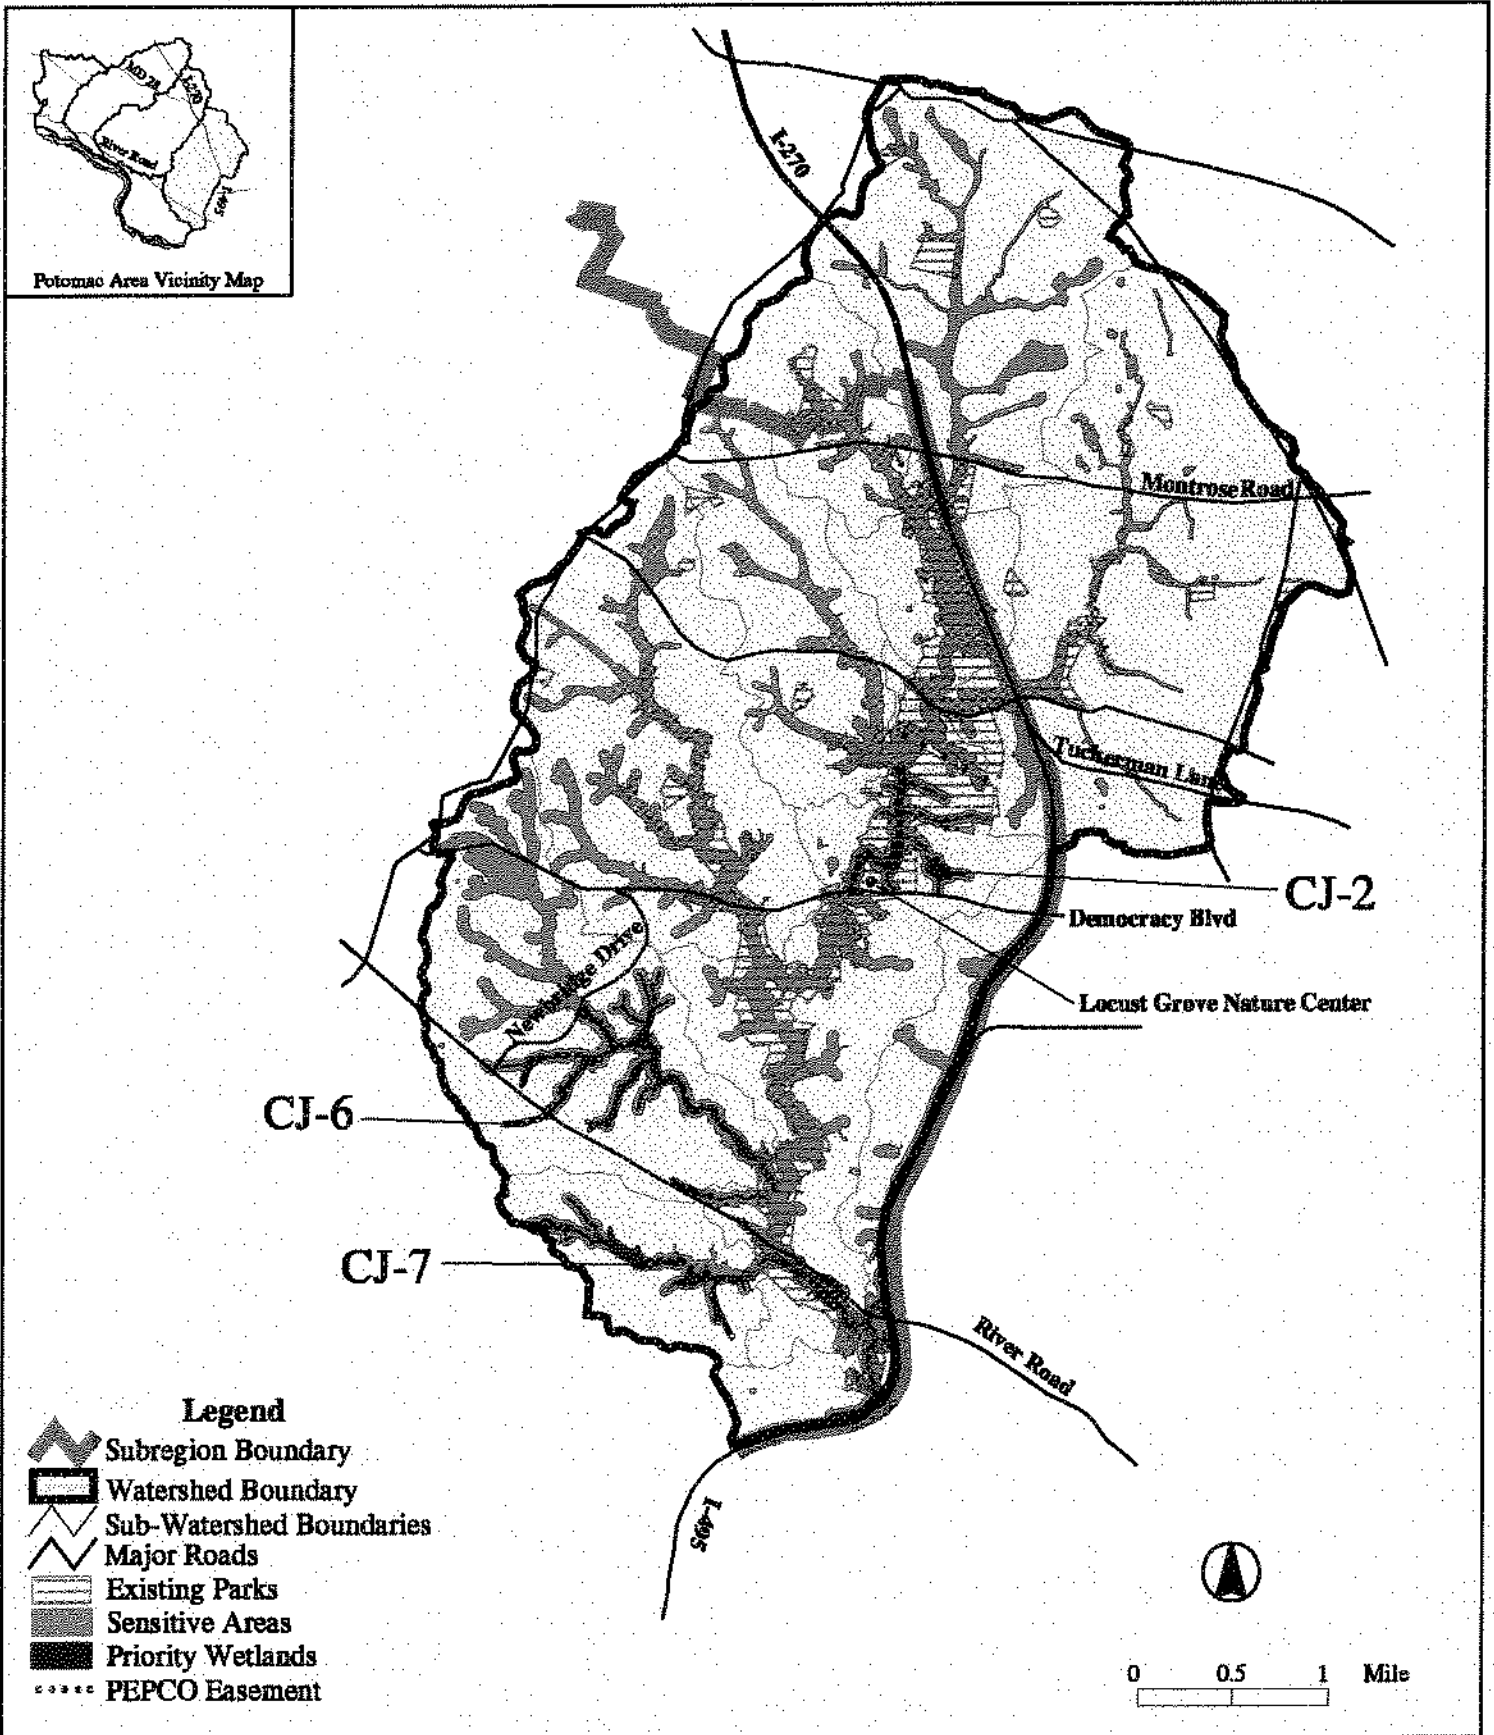 MD 28
I-270
River Road
I-495
Potomac Area Vicinity Map
I-270
Montrose Road
Tuckerman Lane
CJ-2
Democracy Blvd
Newbridge Drive
Locust Grove Nature Center
CJ-6
CJ-7
River Road
I-495
Legend
Subregion Boundary
Watershed Boundary
Sub-Watershed Boundaries
Major Roads
Existing Parks
Sensitive Areas
Priority Wetlands
PEPCO Easement
0 0.5 1 Mile